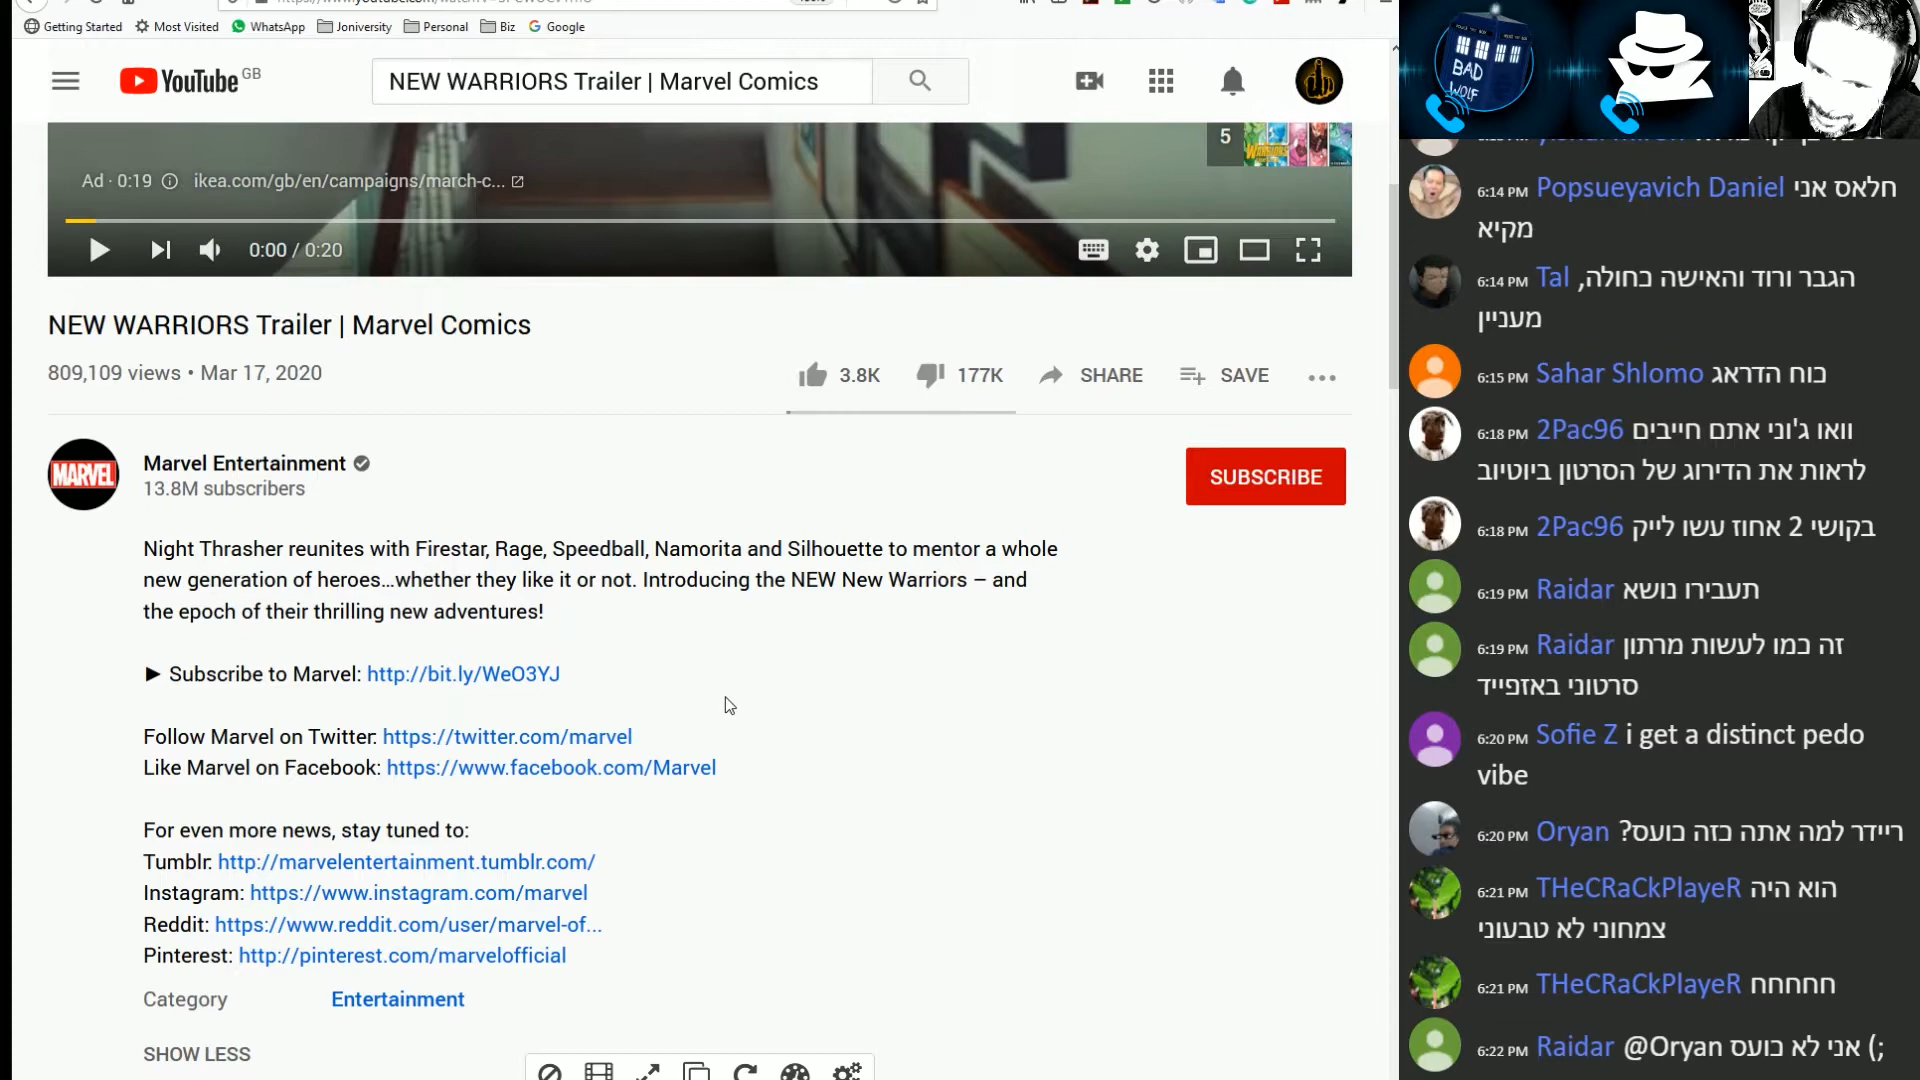 Getting Started Most Visited WhatsApp Joniversity Personal Biz Google
YouTube GB
NEW WARRIORS Trailer | Marvel Comics
5
Ad · 0:19 ikea.com/gb/en/campaigns/march-c...
0:00 / 0:20
NEW WARRIORS Trailer | Marvel Comics
809,109 views • Mar 17, 2020
3.8K 177K SHARE SAVE
MARVEL
Marvel Entertainment
13.8M subscribers
SUBSCRIBE
Night Thrasher reunites with Firestar, Rage, Speedball, Namorita and Silhouette to mentor a whole
new generation of heroes…whether they like it or not. Introducing the NEW New Warriors – and
the epoch of their thrilling new adventures!
► Subscribe to Marvel: http://bit.ly/WeO3YJ
Follow Marvel on Twitter: https://twitter.com/marvel
Like Marvel on Facebook: https://www.facebook.com/Marvel
For even more news, stay tuned to:
Tumblr: http://marvelentertainment.tumblr.com/
Instagram: https://www.instagram.com/marvel
Reddit: https://www.reddit.com/user/marvel-of...
Pinterest: http://pinterest.com/marvelofficial
Category Entertainment
SHOW LESS
BAD
WOLF
6:14 PM Popsueyavich Daniel חלאס אני
מקיא
6:14 PM Tal הגבר ורוד והאישה כחולה,
מעניין
6:15 PM Sahar Shlomo כוח הדראג
6:18 PM 2Pac96 וואו ג'וני אתם חייבים
לראות את הדירוג של הסרטון ביוטיוב
6:18 PM 2Pac96 בקושי 2 אחוז עשו לייק
6:19 PM Raidar תעבירו נושא
6:19 PM Raidar זה כמו לעשות מרתון
סרטוני באזפייד
6:20 PM Sofie Z i get a distinct pedo
vibe
6:20 PM Oryan ריידר למה אתה כזה כועס?
6:21 PM THeCRaCkPlayeR הוא היה
צמחוני לא טבעוני
6:21 PM THeCRACkPlayeR חחחחח
6:22 PM Raidar @Oryan אני לא כועס (;